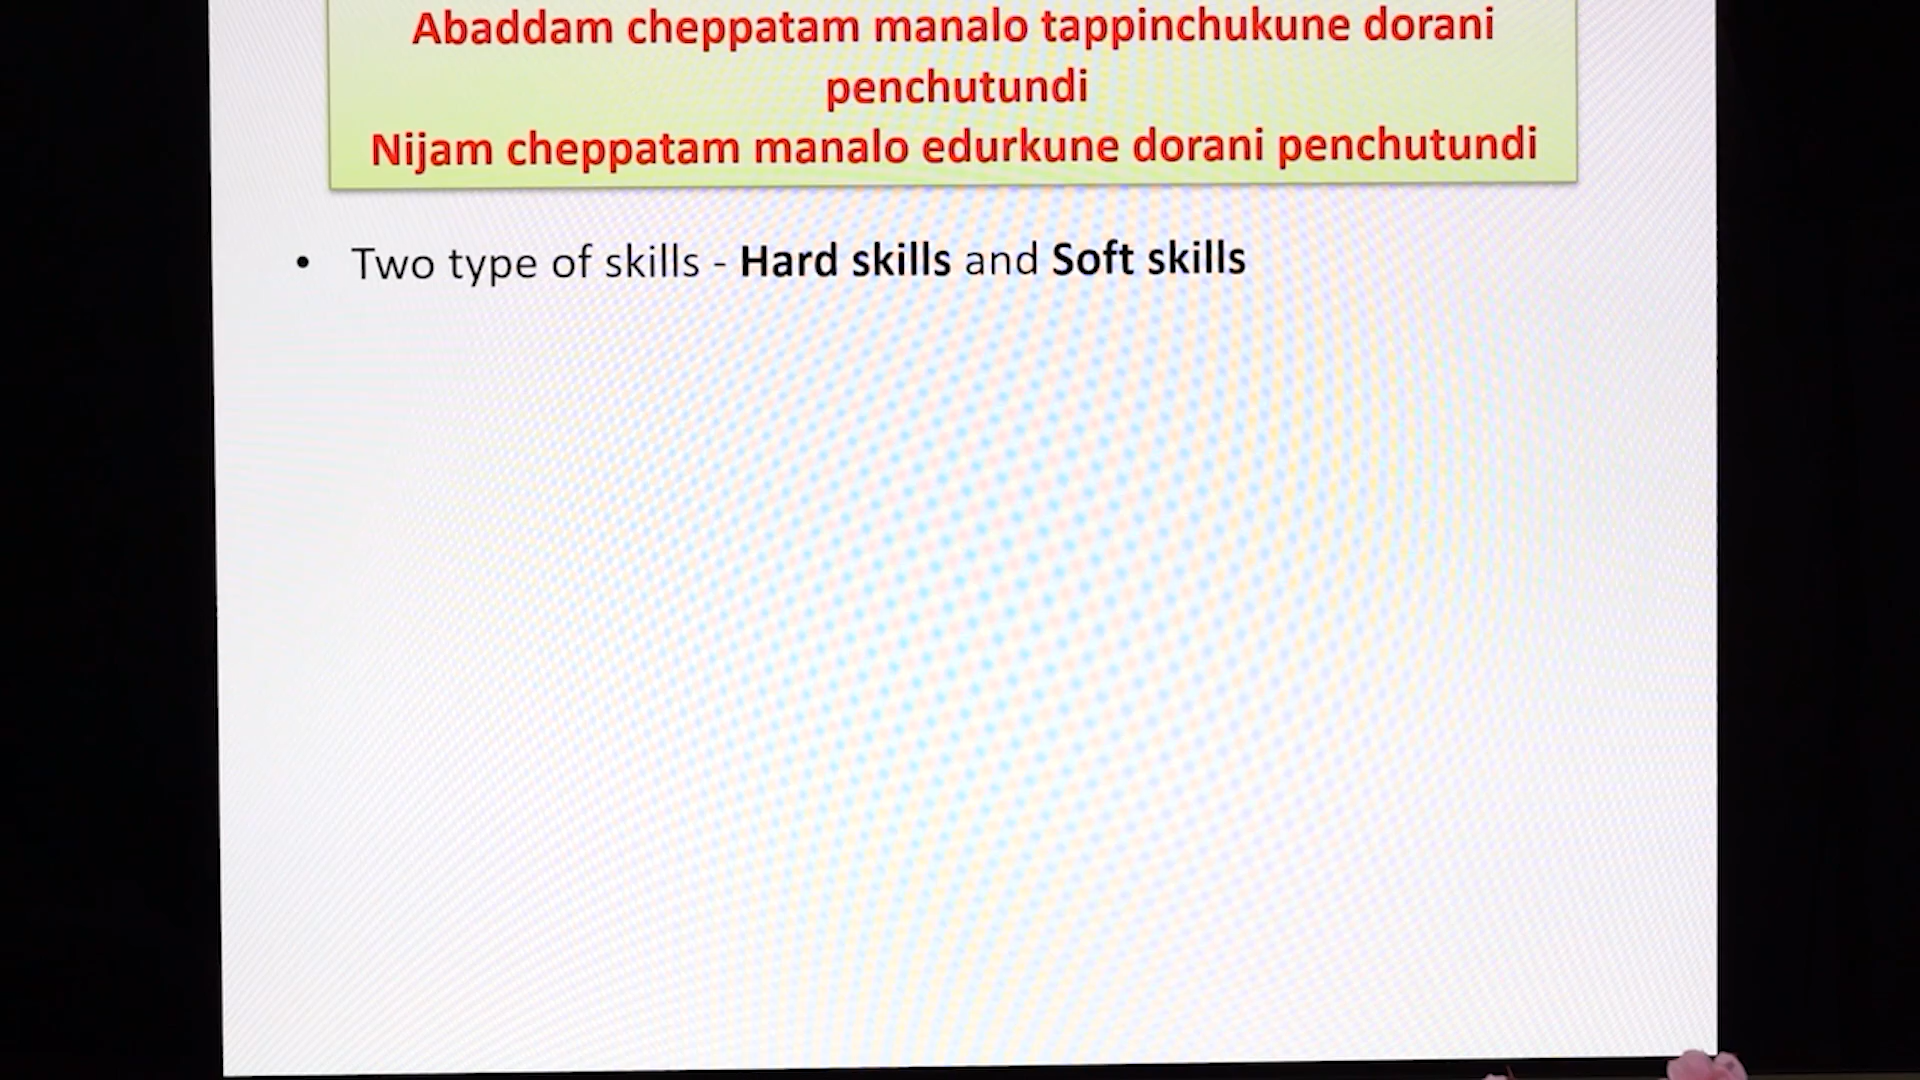 Abaddam cheppatam manalo tappinchukune dorani
penchutundi
Nijam cheppatam manalo edurkune dorani penchutundi
• Two type of skills - Hard skills and Soft skills